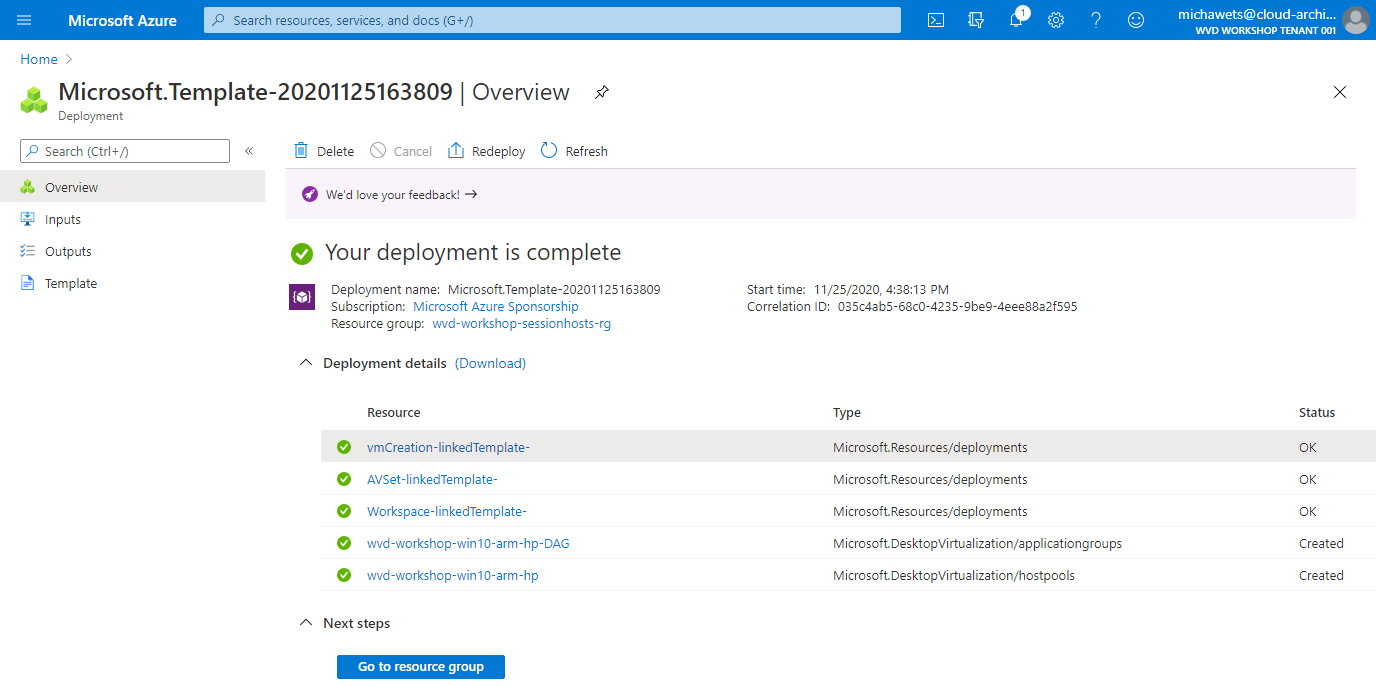 Microsoft Azure
Search resources, services, and docs (G+/)
1
michawets@cloud-archi...
WVD WORKSHOP TENANT 001
Home
Microsoft.Template-20201125163809 | Overview
Deployment
Search (Ctrl+/)
«
Delete
Cancel
Redeploy
Refresh
Overview
Inputs
Outputs
Template
We'd love your feedback! →
Your deployment is complete
Deployment name: Microsoft.Template-20201125163809
Subscription: Microsoft Azure Sponsorship
Resource group: wvd-workshop-sessionhosts-rg
Start time: 11/25/2020, 4:38:13 PM
Correlation ID: 035c4ab5-68c0-4235-9be9-4eee88a2f595
Deployment details (Download)
Resource Type Status
vmCreation-linkedTemplate- Microsoft.Resources/deployments OK
AVSet-linkedTemplate- Microsoft.Resources/deployments OK
Workspace-linkedTemplate- Microsoft.Resources/deployments OK
wvd-workshop-win10-arm-hp-DAG Microsoft.DesktopVirtualization/applicationgroups Created
wvd-workshop-win10-arm-hp Microsoft.DesktopVirtualization/hostpools Created
Next steps
Go to resource group